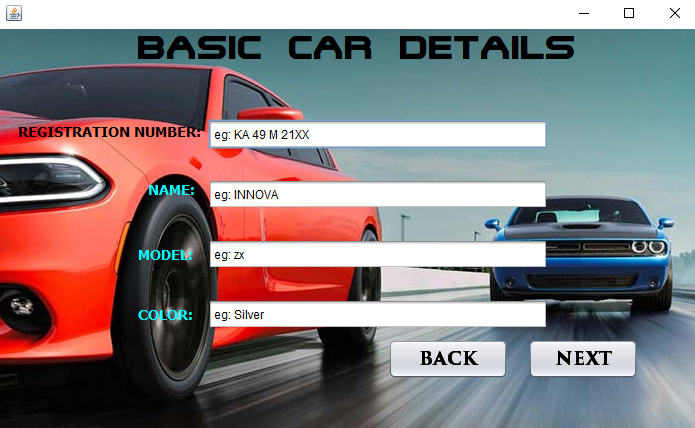 BASIC CAR DETAILS
REGISTRATION NUMBER: eg: KA 49 M 21XX
NAME: eg: INNOVA
MODEL: eg: zx
COLOR: eg: Silver
BACK NEXT